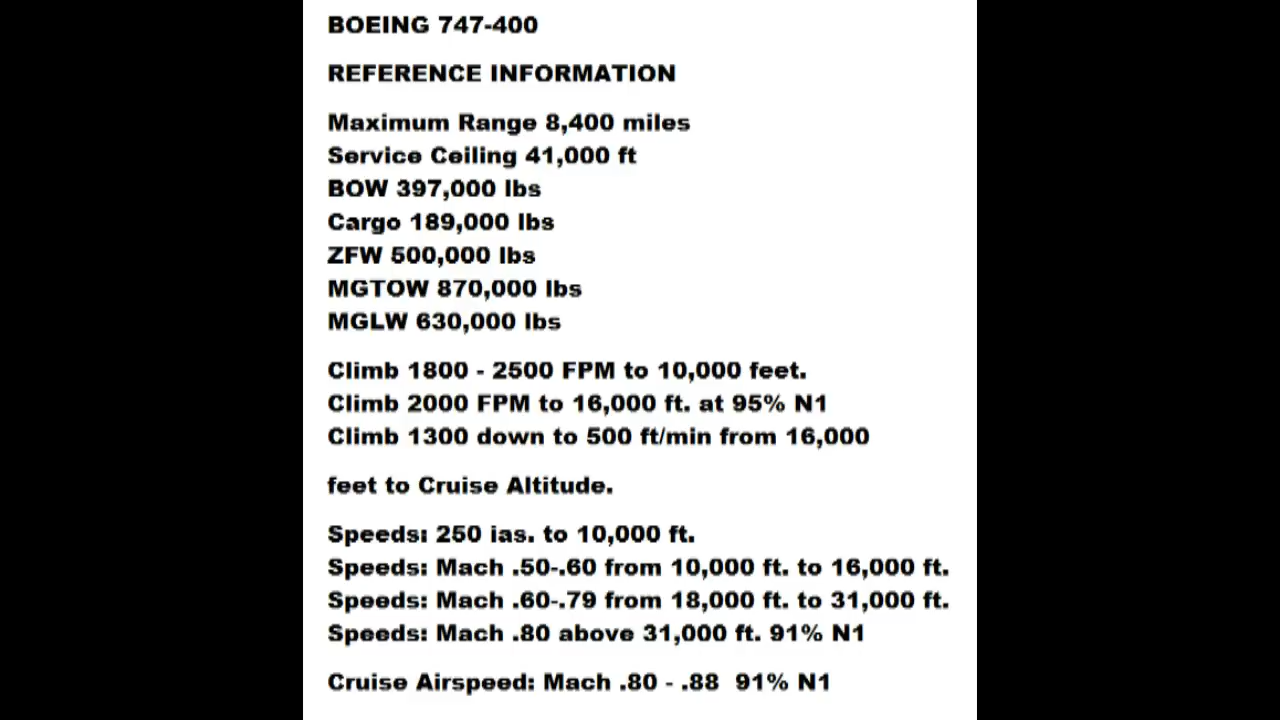 BOEING 747-400
REFERENCE INFORMATION
Maximum Range 8,400 miles
Service Ceiling 41,000 ft
BOW 397,000 lbs
Cargo 189,000 lbs
ZFW 500,000 lbs
MGTOW 870,000 lbs
MGLW 630,000 lbs
Climb 1800 - 2500 FPM to 10,000 feet.
Climb 2000 FPM to 16,000 ft. at 95% N1
Climb 1300 down to 500 ft/min from 16,000
feet to Cruise Altitude.
Speeds: 250 ias. to 10,000 ft.
Speeds: Mach .50-.60 from 10,000 ft. to 16,000 ft.
Speeds: Mach .60-.79 from 18,000 ft. to 31,000 ft.
Speeds: Mach .80 above 31,000 ft. 91% N1
Cruise Airspeed: Mach .80 - .88  91% N1